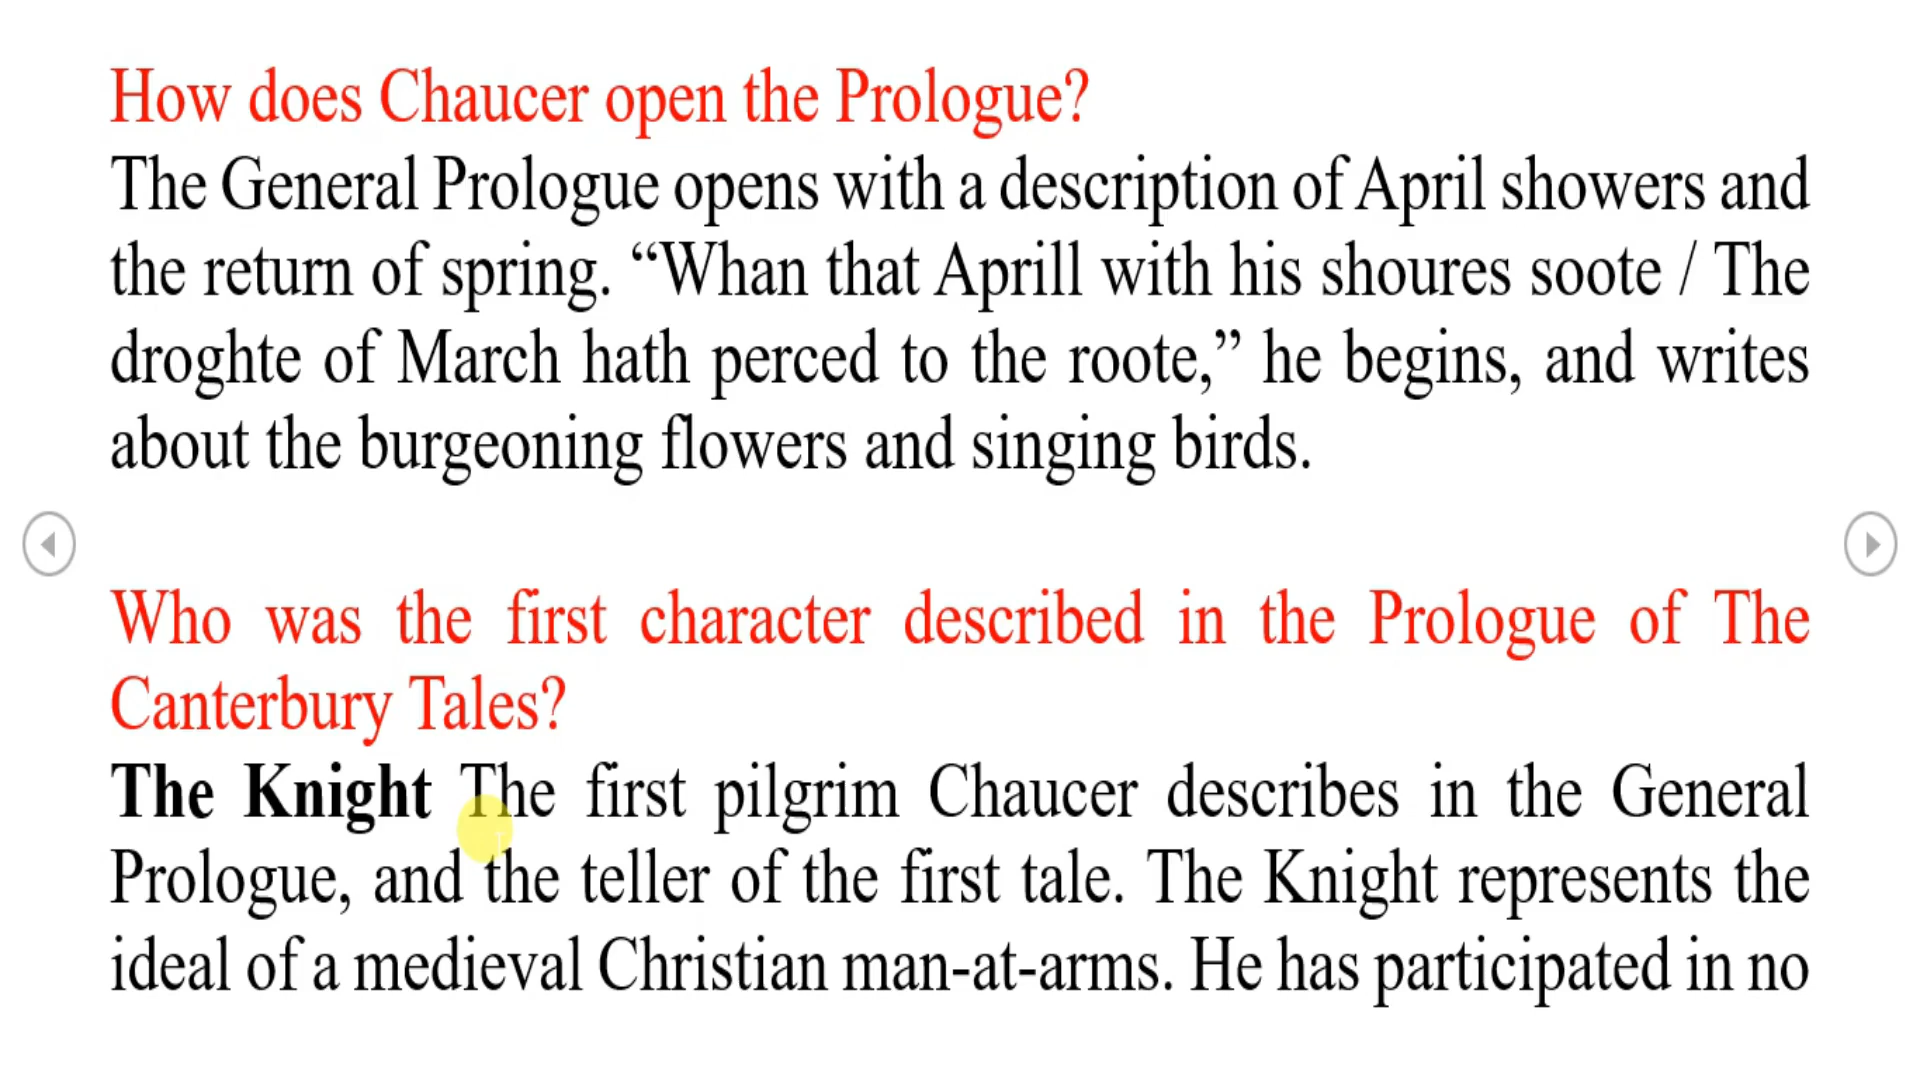 How does Chaucer open the Prologue?
The General Prologue opens with a description of April showers and
the return of spring. “Whan that Aprill with his shoures soote / The
droghte of March hath perced to the roote,” he begins, and writes
about the burgeoning flowers and singing birds.
Who was the first character described in the Prologue of The
Canterbury Tales?
The Knight The first pilgrim Chaucer describes in the General
Prologue, and the teller of the first tale. The Knight represents the
ideal of a medieval Christian man-at-arms. He has participated in no